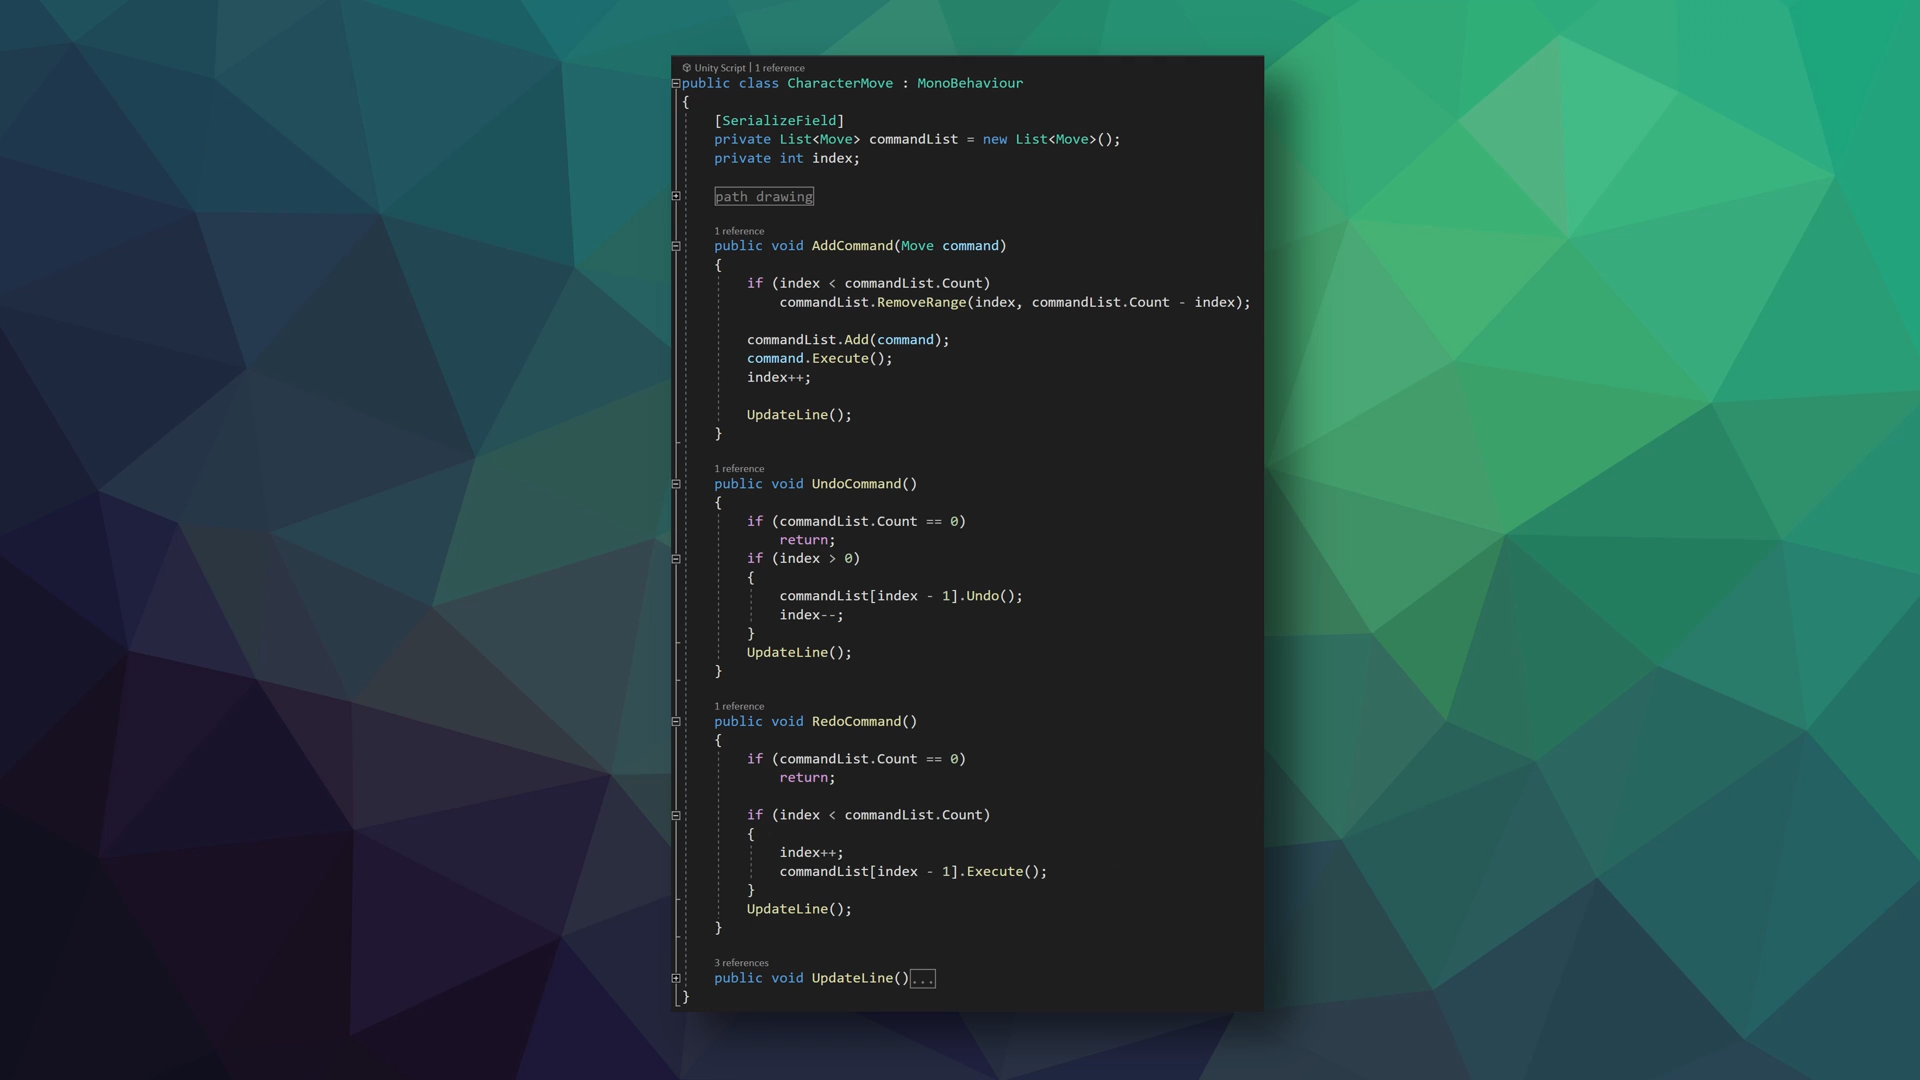 Unity Script | 1 reference
public class CharacterMove : MonoBehaviour
{
    [SerializeField]
    private List<Move> commandList = new List<Move>();
    private int index;
    path drawing
    1 reference
    public void AddCommand(Move command)
    {
        if (index < commandList.Count)
            commandList.RemoveRange(index, commandList.Count - index);
        commandList.Add(command);
        command.Execute();
        index++;
        UpdateLine();
    }
    1 reference
    public void UndoCommand()
    {
        if (commandList.Count == 0)
            return;
        if (index > 0)
        {
            commandList[index - 1].Undo();
            index--;
        }
        UpdateLine();
    }
    1 reference
    public void RedoCommand()
    {
        if (commandList.Count == 0)
            return;
        if (index < commandList.Count)
        {
            index++;
            commandList[index - 1].Execute();
        }
        UpdateLine();
    }
    3 references
    public void UpdateLine()...
}